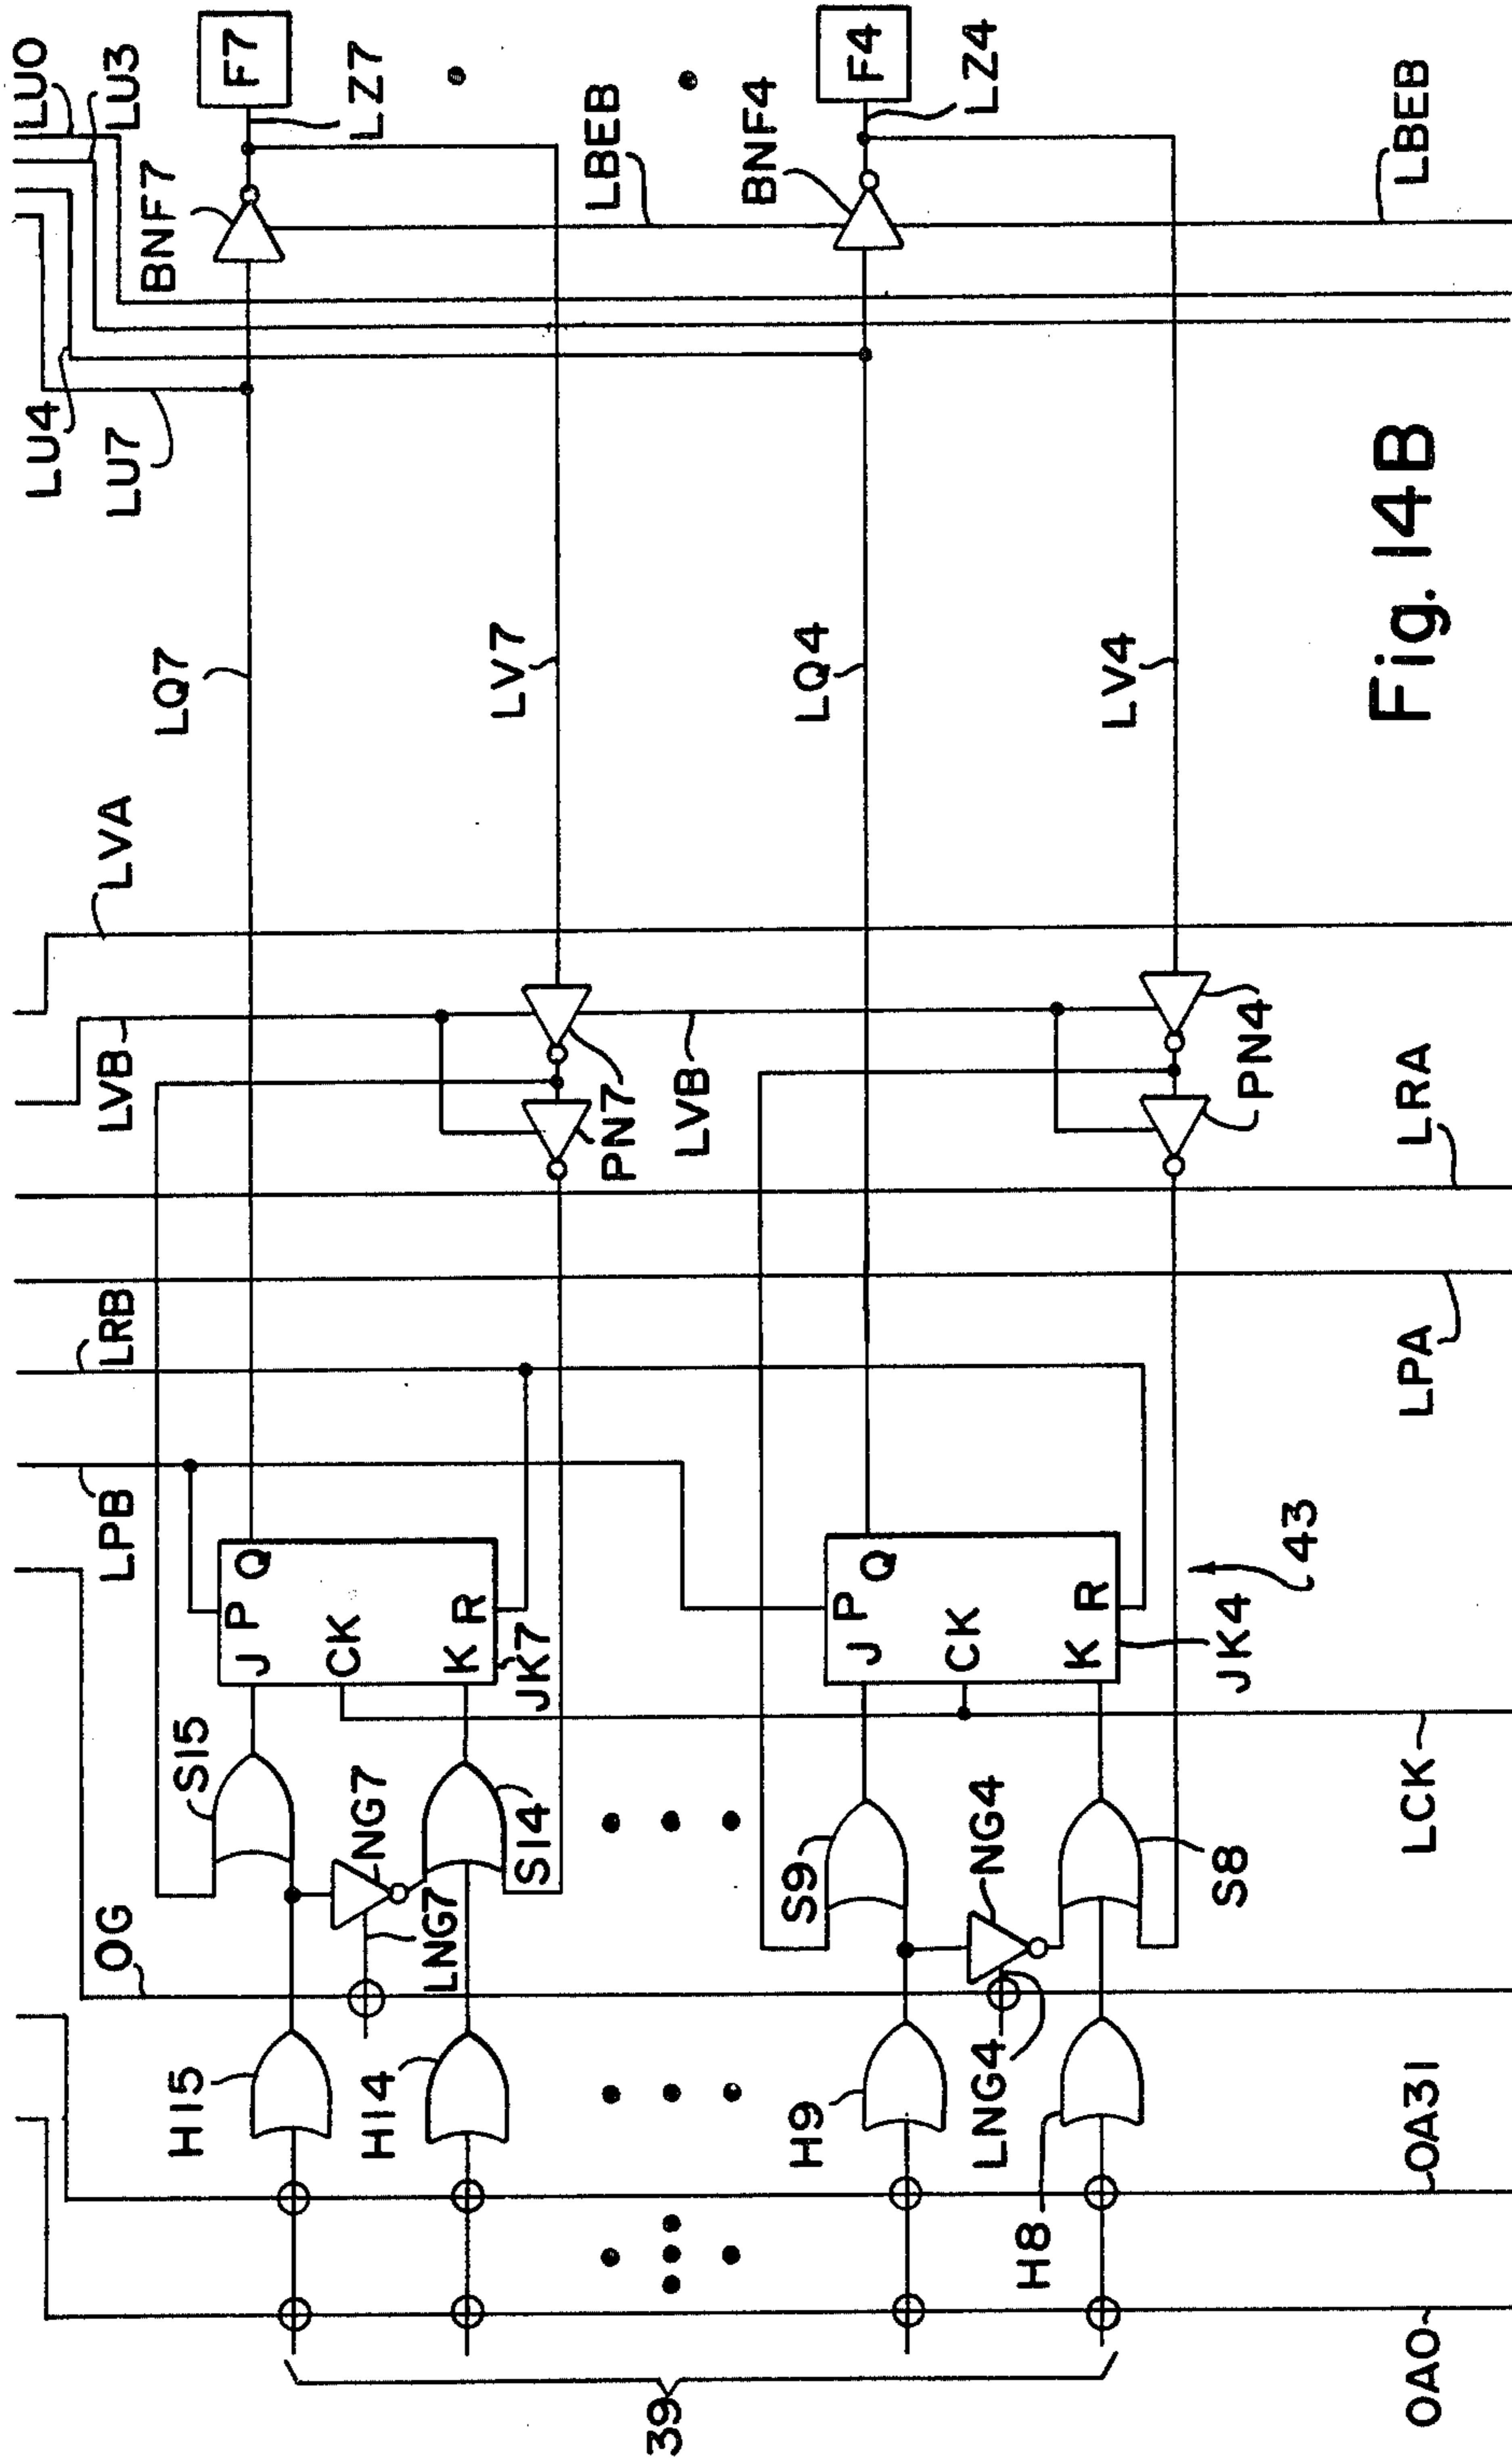 LU0
LU3
LU4
LU7
BNF7
F7
LZ7
LBEB
BNF4
F4
LZ4
LBEB
LQ7
LV7
LQ4
LV4
LVA
LVB
PN7
LVB
PN4
LRA
LRB
LPA
LPB
P
J
Q
CK
K
R
JK7
P
J
Q
CK
K
R
JK4
43
S15
NG7
LNG7
S14
S9
NG4
S8
LCK
OG
H15
H14
H9
LNG4
H8
OA31
OA0
39
Fig. 14B